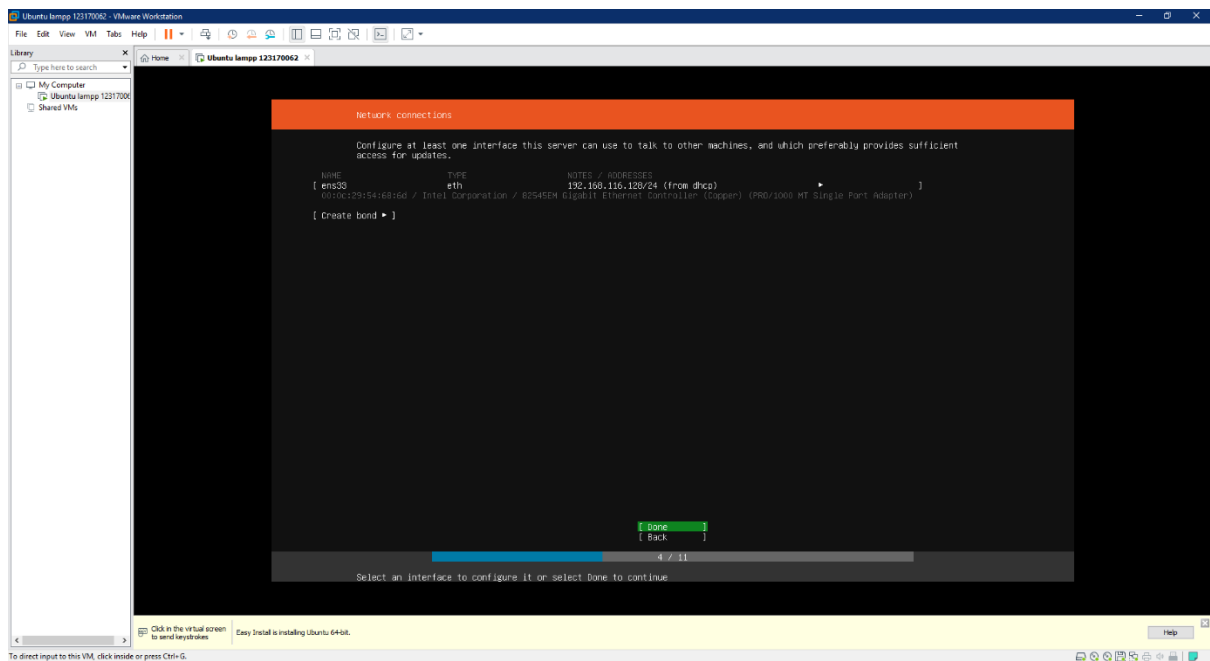 Ubuntu lampp 123170062 - VMware Workstation
File Edit View VM Tabs Help
Library
Type here to search
My Computer
Ubuntu lampp 1231700
Shared VMs
Home
Ubuntu lampp 123170062
Network connections
Configure at least one interface this server can use to talk to other machines, and which preferably provides sufficient
access for updates.
NAME TYPE NOTES / ADDRESSES
[ ens33 eth 192.168.116.128/24 (from dhcp) ▸ ]
00:0c:29:54:68:6d / Intel Corporation / 82545EM Gigabit Ethernet Controller (Copper) (PRO/1000 MT Single Port Adapter)
[ Create bond ▸ ]
[ Done ]
[ Back ]
4 / 11
Select an interface to configure it or select Done to continue
Click in the virtual screen
to send keystrokes
Easy Install is installing Ubuntu 64-bit.
Help
To direct input to this VM, click inside or press Ctrl+G.